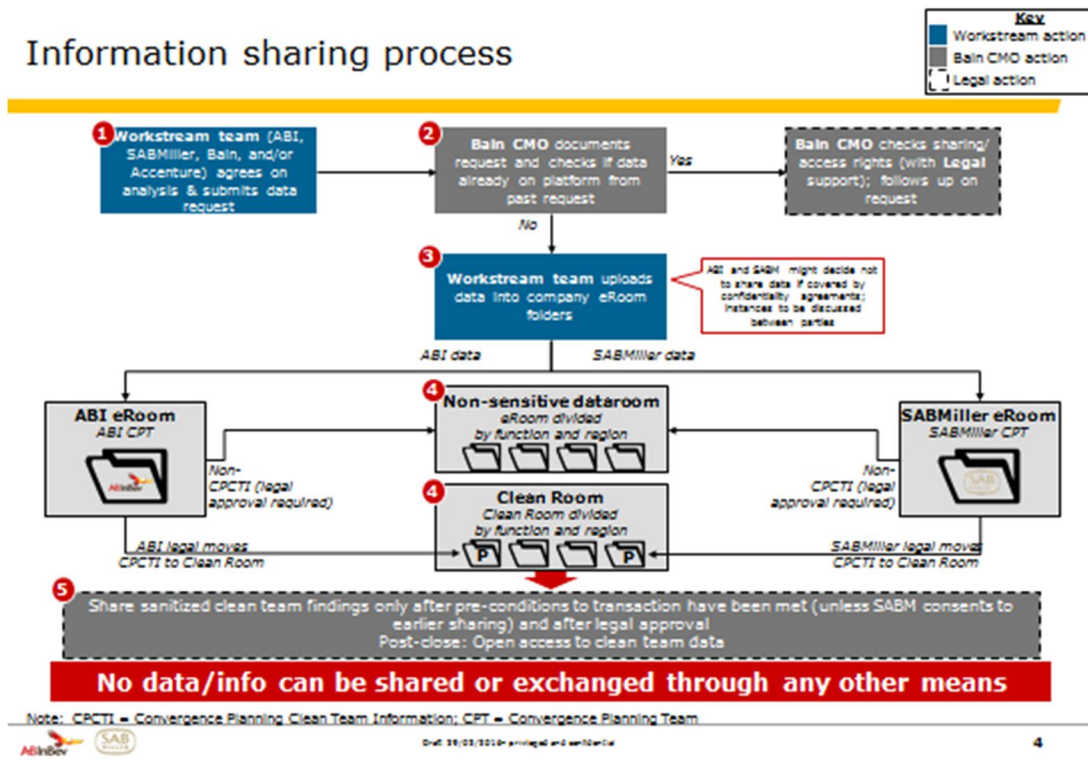 Information sharing process
Key
Workstream action
Bain CMO action
Legal action
1
Workstream team (ABI,
SABMiller, Bain, and/or
Accenture) agrees on
analysis & submits data
request
2
Bain CMO documents
request and checks if data
already on platform from
past request
Yes
Bain CMO checks sharing/
access rights (with Legal
support); follows up on
request
No
3
Workstream team uploads
data into company eRoom
folders
ABI and SABM might decide not
to share data if covered by
confidentiality agreements;
instances to be discussed
between parties
ABI data
SABMiller data
ABI eRoom
ABI CPT
ABInBev
Non-
CPCTI (legal
approval required)
4
Non-sensitive dataroom
eRoom divided
by function and region
SABMiller eRoom
SABMiller CPT
SAB
Non-
CPCTI (legal
approval required)
4
Clean Room
Clean Room divided
by function and region
P
P
ABI legal moves
CPCTI to Clean Room
SABMiller legal moves
CPCTI to Clean Room
5
Share sanitized clean team findings only after pre-conditions to transaction have been met (unless SABM consents to
earlier sharing) and after legal approval
Post-close: Open access to clean team data
No data/info can be shared or exchanged through any other means
Note: CPCTI = Convergence Planning Clean Team Information; CPT = Convergence Planning Team
ABInBev
SAB
MILLER
privileged and confidential
4